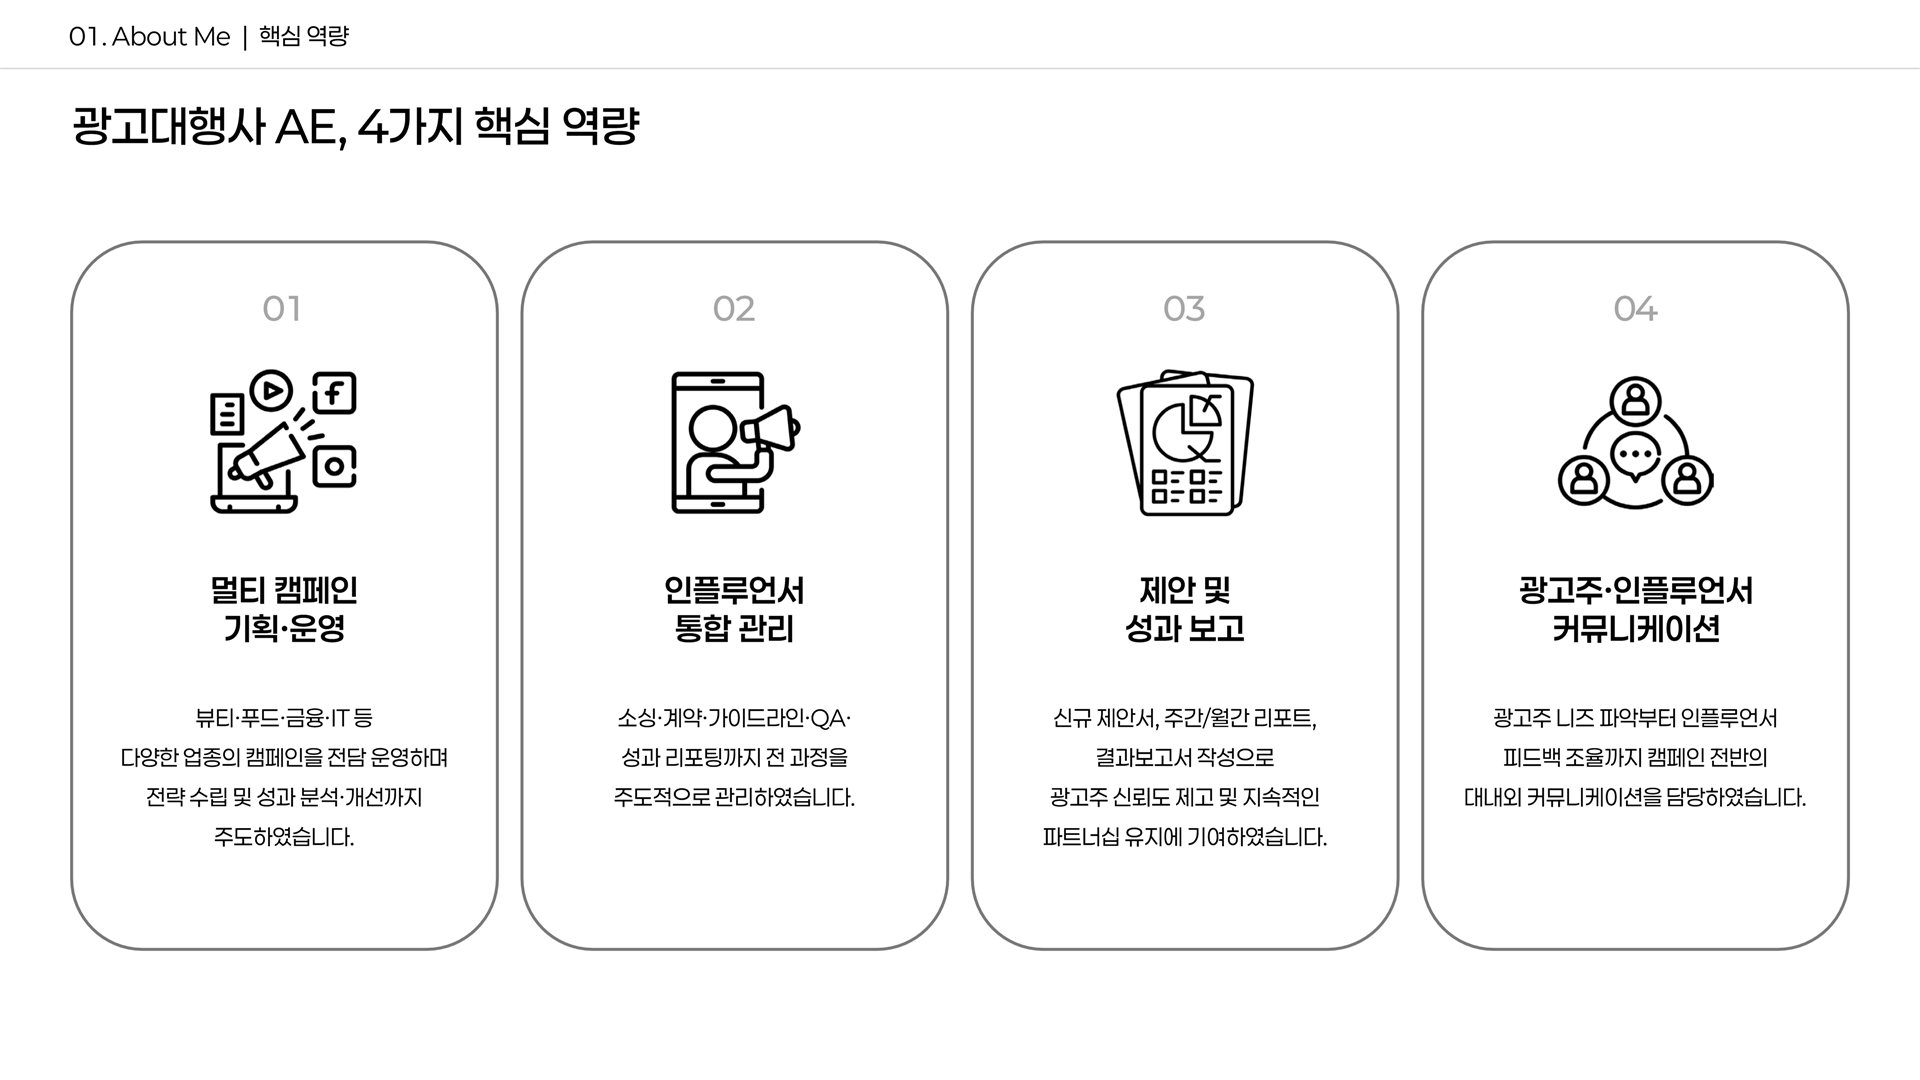 01. About Me | 핵심 역량
광고대행사 AE, 4가지 핵심 역량
01
멀티 캠페인
기획·운영
뷰티·푸드·금융·IT 등
다양한 업종의 캠페인을 전담 운영하며
전략 수립 및 성과 분석·개선까지
주도하였습니다.
02
인플루언서
통합 관리
소싱·계약·가이드라인·QA·
성과 리포팅까지 전 과정을
주도적으로 관리하였습니다.
03
제안 및
성과 보고
신규 제안서, 주간/월간 리포트,
결과보고서 작성으로
광고주 신뢰도 제고 및 지속적인
파트너십 유지에 기여하였습니다.
04
광고주·인플루언서
커뮤니케이션
광고주 니즈 파악부터 인플루언서
피드백 조율까지 캠페인 전반의
대내외 커뮤니케이션을 담당하였습니다.